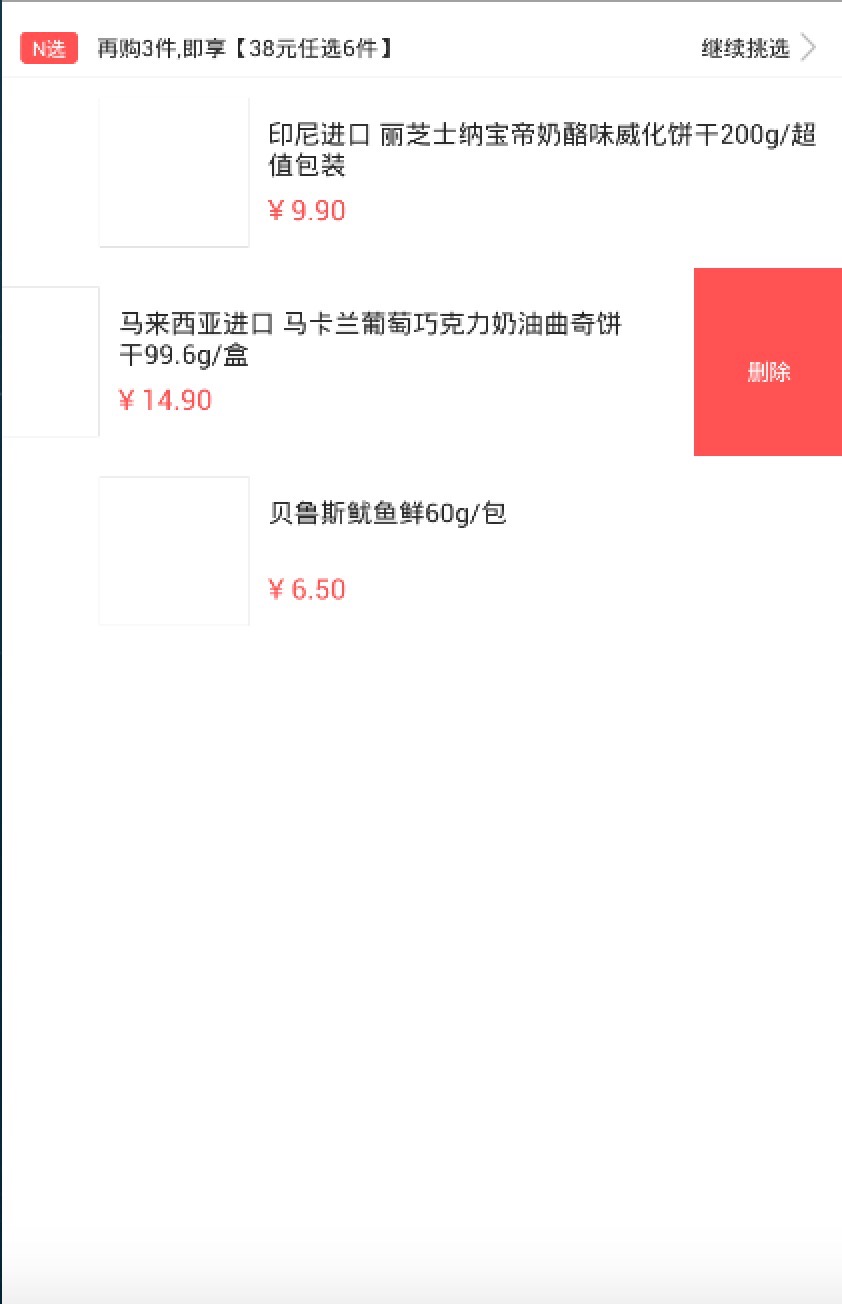 N选 再购3件,即享【38元任选6件】 继续挑选
印尼进口 丽芝士纳宝帝奶酪味威化饼干200g/超
值包装
¥ 9.90
马来西亚进口 马卡兰葡萄巧克力奶油曲奇饼
干99.6g/盒
¥ 14.90
删除
贝鲁斯鱿鱼鲜60g/包
¥ 6.50